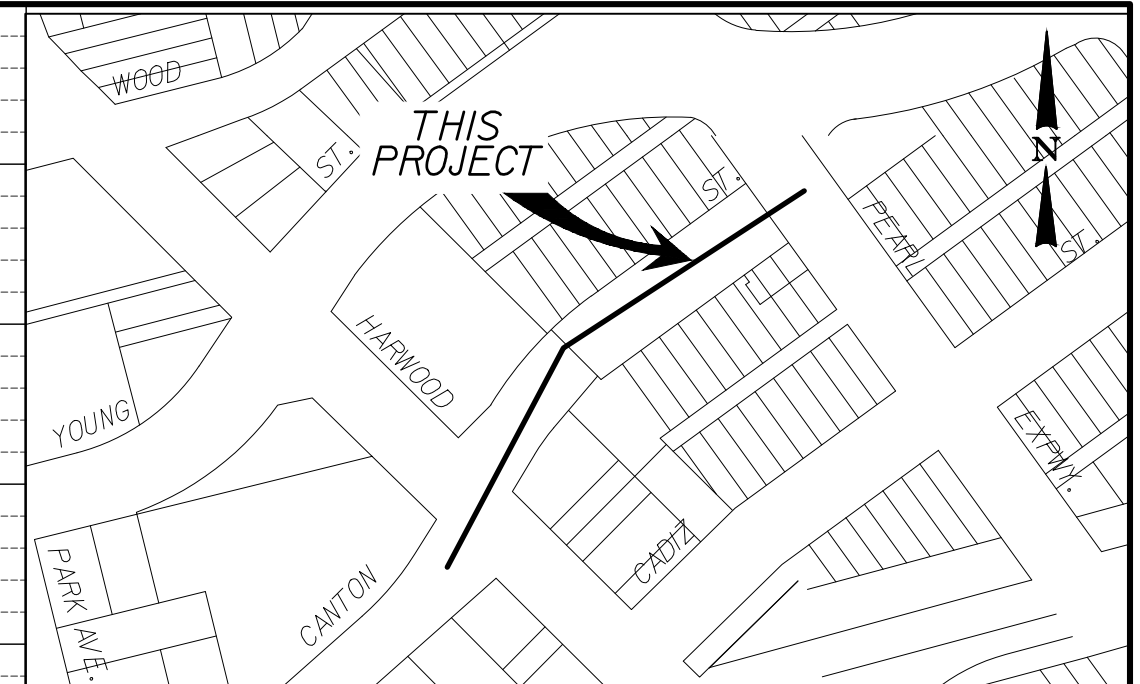 WOOD
ST.
THIS
PROJECT
ST.
N
PEARL
ST.
HARWOOD
YOUNG
EXPWY.
CADIZ
PARK AVE.
CANTON